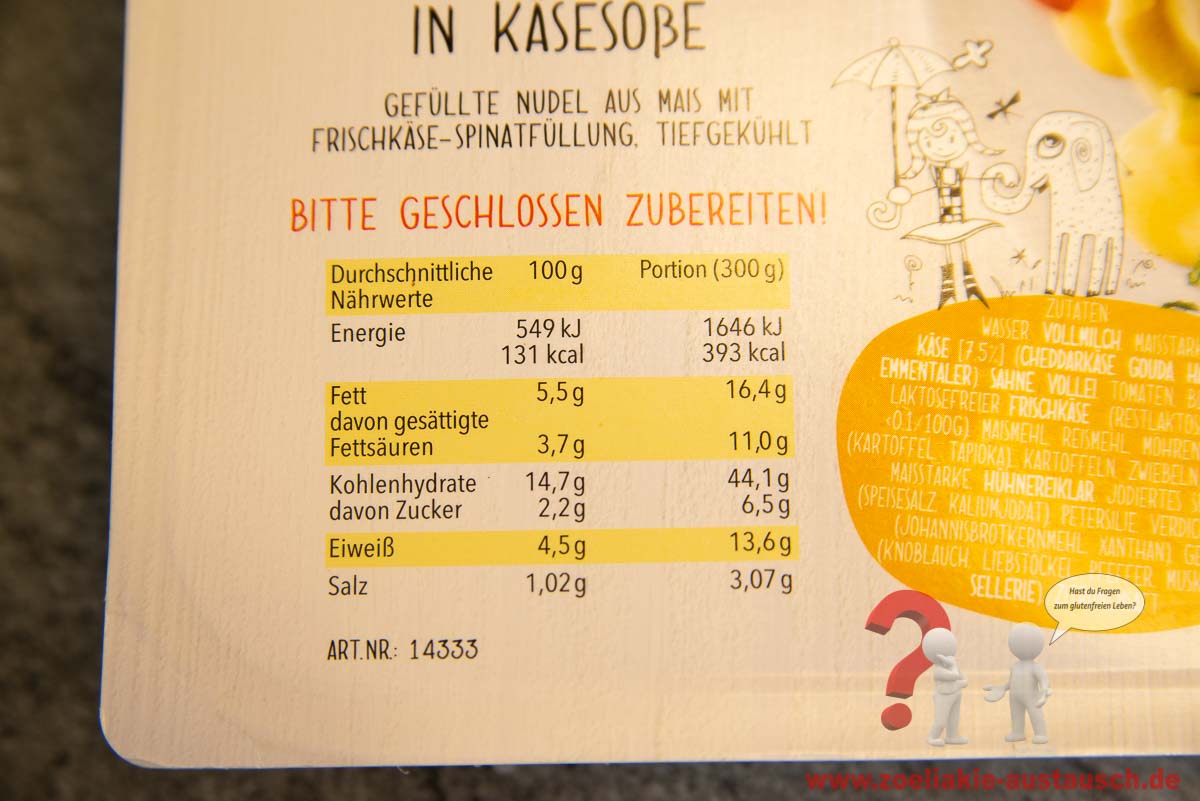 IN KÄSESOßE
GEFÜLLTE NUDEL AUS MAIS MIT
FRISCHKÄSE-SPINATFÜLLUNG, TIEFGEKÜHLT
BITTE GESCHLOSSEN ZUBEREITEN!
Durchschnittliche Nährwerte 100 g Portion (300 g)
Energie 549 kJ 1646 kJ
131 kcal 393 kcal
Fett 5,5 g 16,4 g
davon gesättigte
Fettsäuren 3,7 g 11,0 g
Kohlenhydrate 14,7 g 44,1 g
davon Zucker 2,2 g 6,5 g
Eiweiß 4,5 g 13,6 g
Salz 1,02 g 3,07 g
ART.NR.: 14333
ZUTATEN
WASSER VOLLMILCH
KÄSE [7,5%] (CHEDDARKÄSE GOUDA
EMMENTALER) SAHNE VOLLEI TOMATEN
LAKTOSEFREIER FRISCHKÄSE
<0,1/100G) MAISMEHL REISMEHL MÖHREN
(KARTOFFEL, TAPIOKA) KARTOFFELN ZWIEBELN
MAISSTÄRKE HÜHNEREIKLAR JODIERTES
(SPEISESALZ KALIUMJODAT) PETERSILIE
(JOHANNISBROTKERNMEHL XANTHAN)
(KNOBLAUCH LIEBSTÖCKEL PFEFFER
SELLERIE)
Hast du Fragen
zum glutenfreien Leben?
www.zoeliakie-austausch.de